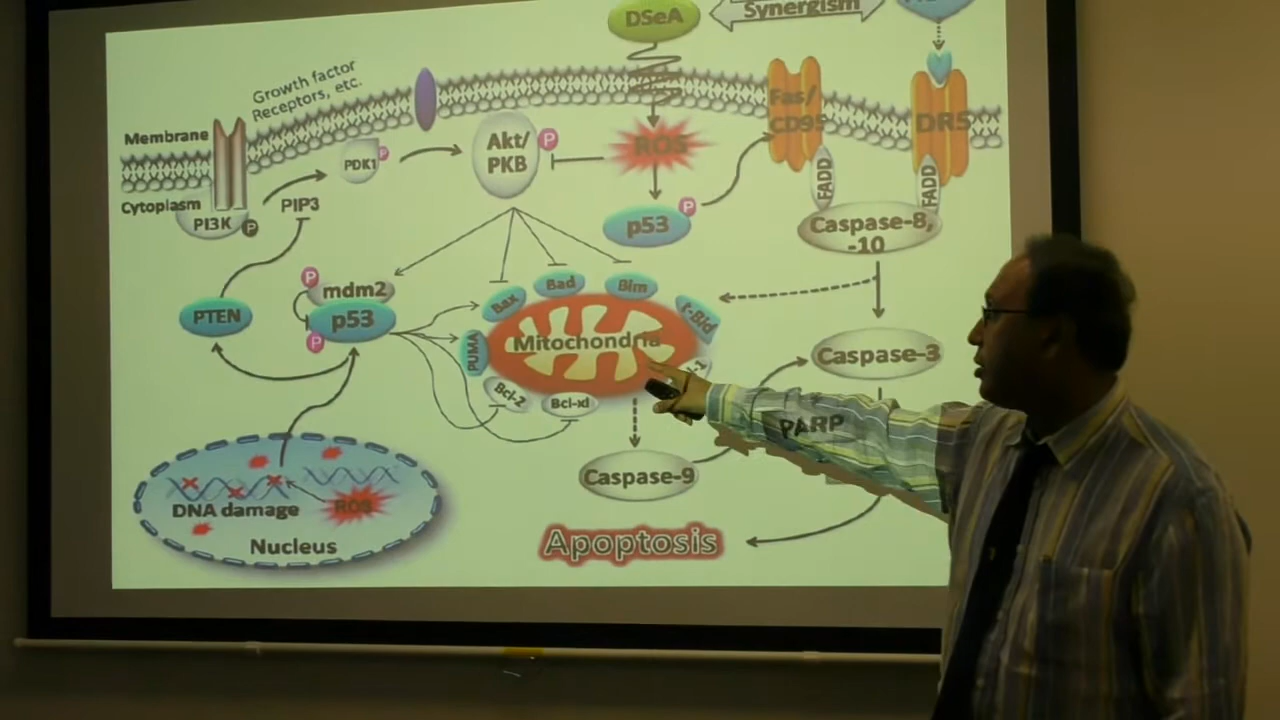 DSeA
Synergism
Growth factor
Receptors, etc.
Membrane
Cytoplasm
PI3K
P
PIP3
PDK1
P
Akt/
PKB
P
ROS
p53
P
Fas/
CD95
DR5
FADD
FADD
Caspase-8,
-10
PTEN
P
mdm2
p53
P
Bax
Bad
Bim
t-Bid
PUMA
Mitochondria
Bcl-2
Bcl-xl
Caspase-3
PARP
Caspase-9
Apoptosis
DNA damage
ROS
Nucleus